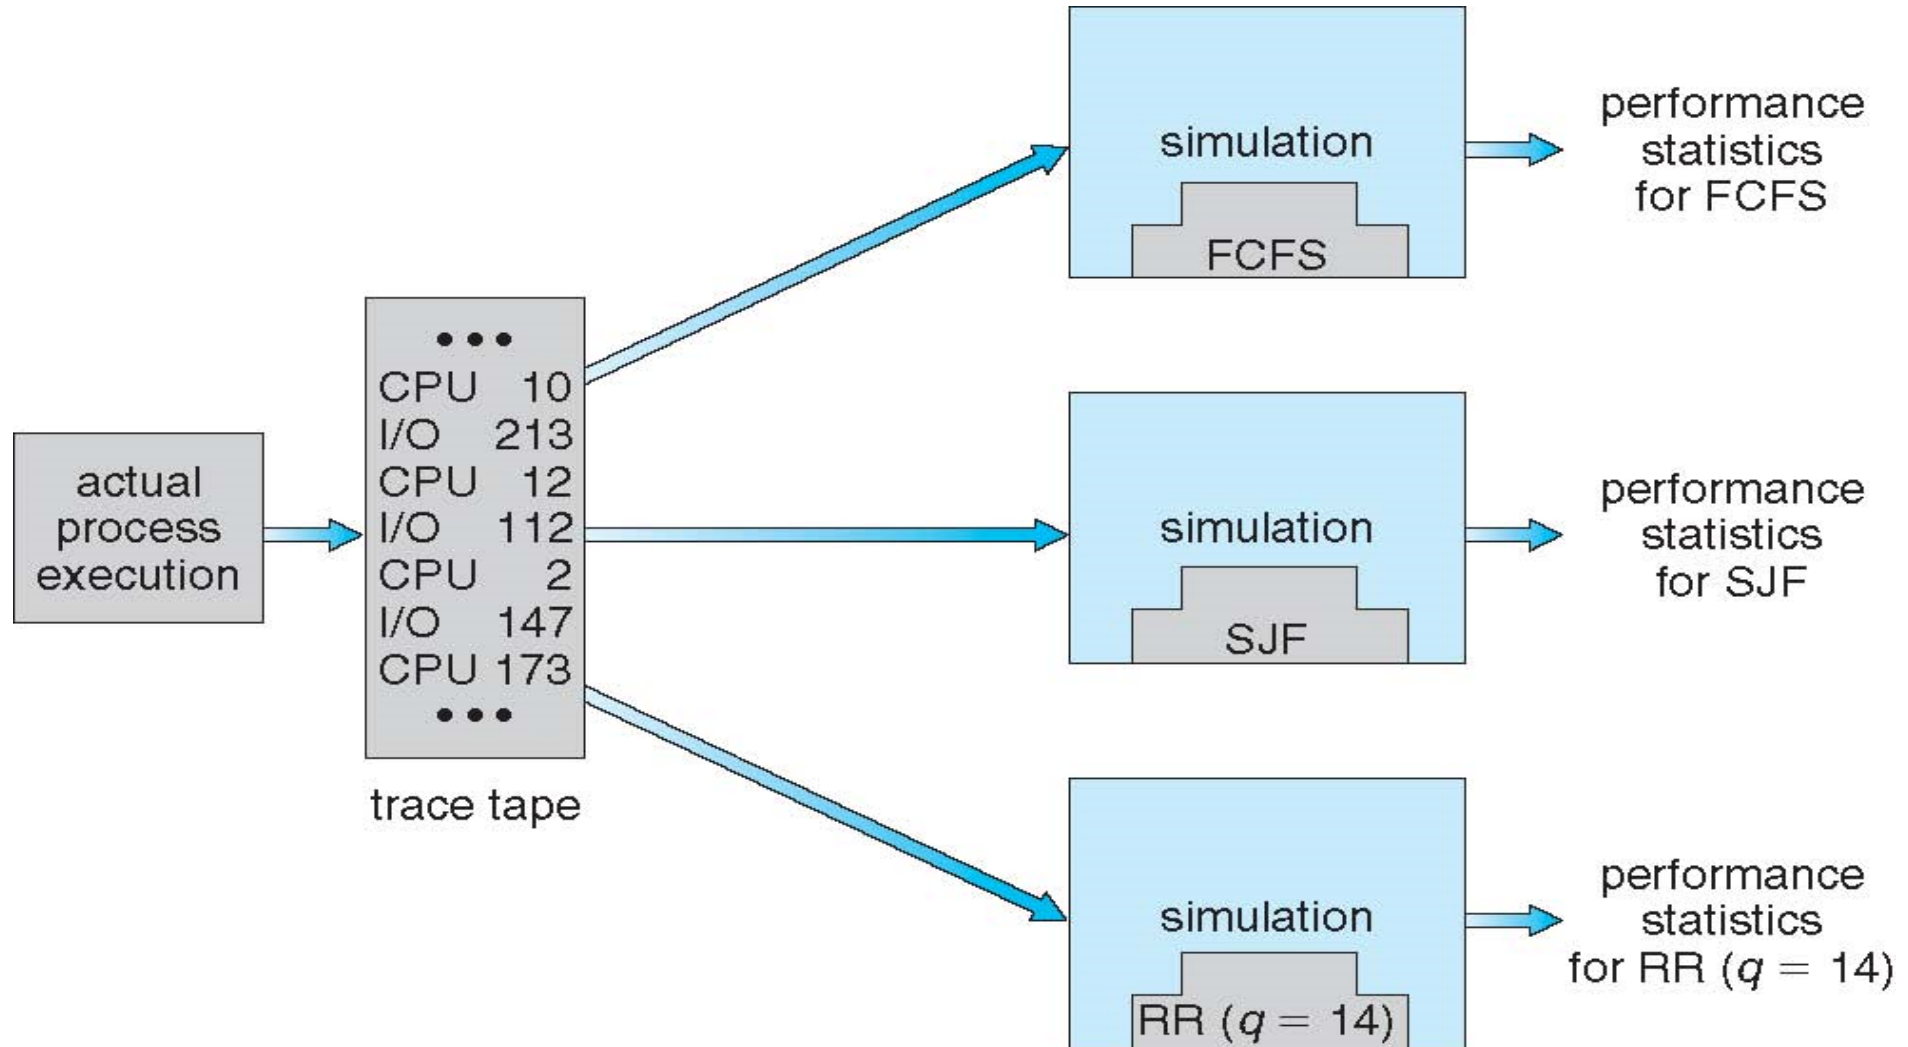 actual
process
execution
• • •
CPU 10
I/O 213
CPU 12
I/O 112
CPU 2
I/O 147
CPU 173
• • •
trace tape
simulation
FCFS
performance
statistics
for FCFS
simulation
SJF
performance
statistics
for SJF
simulation
RR (q = 14)
performance
statistics
for RR (q = 14)